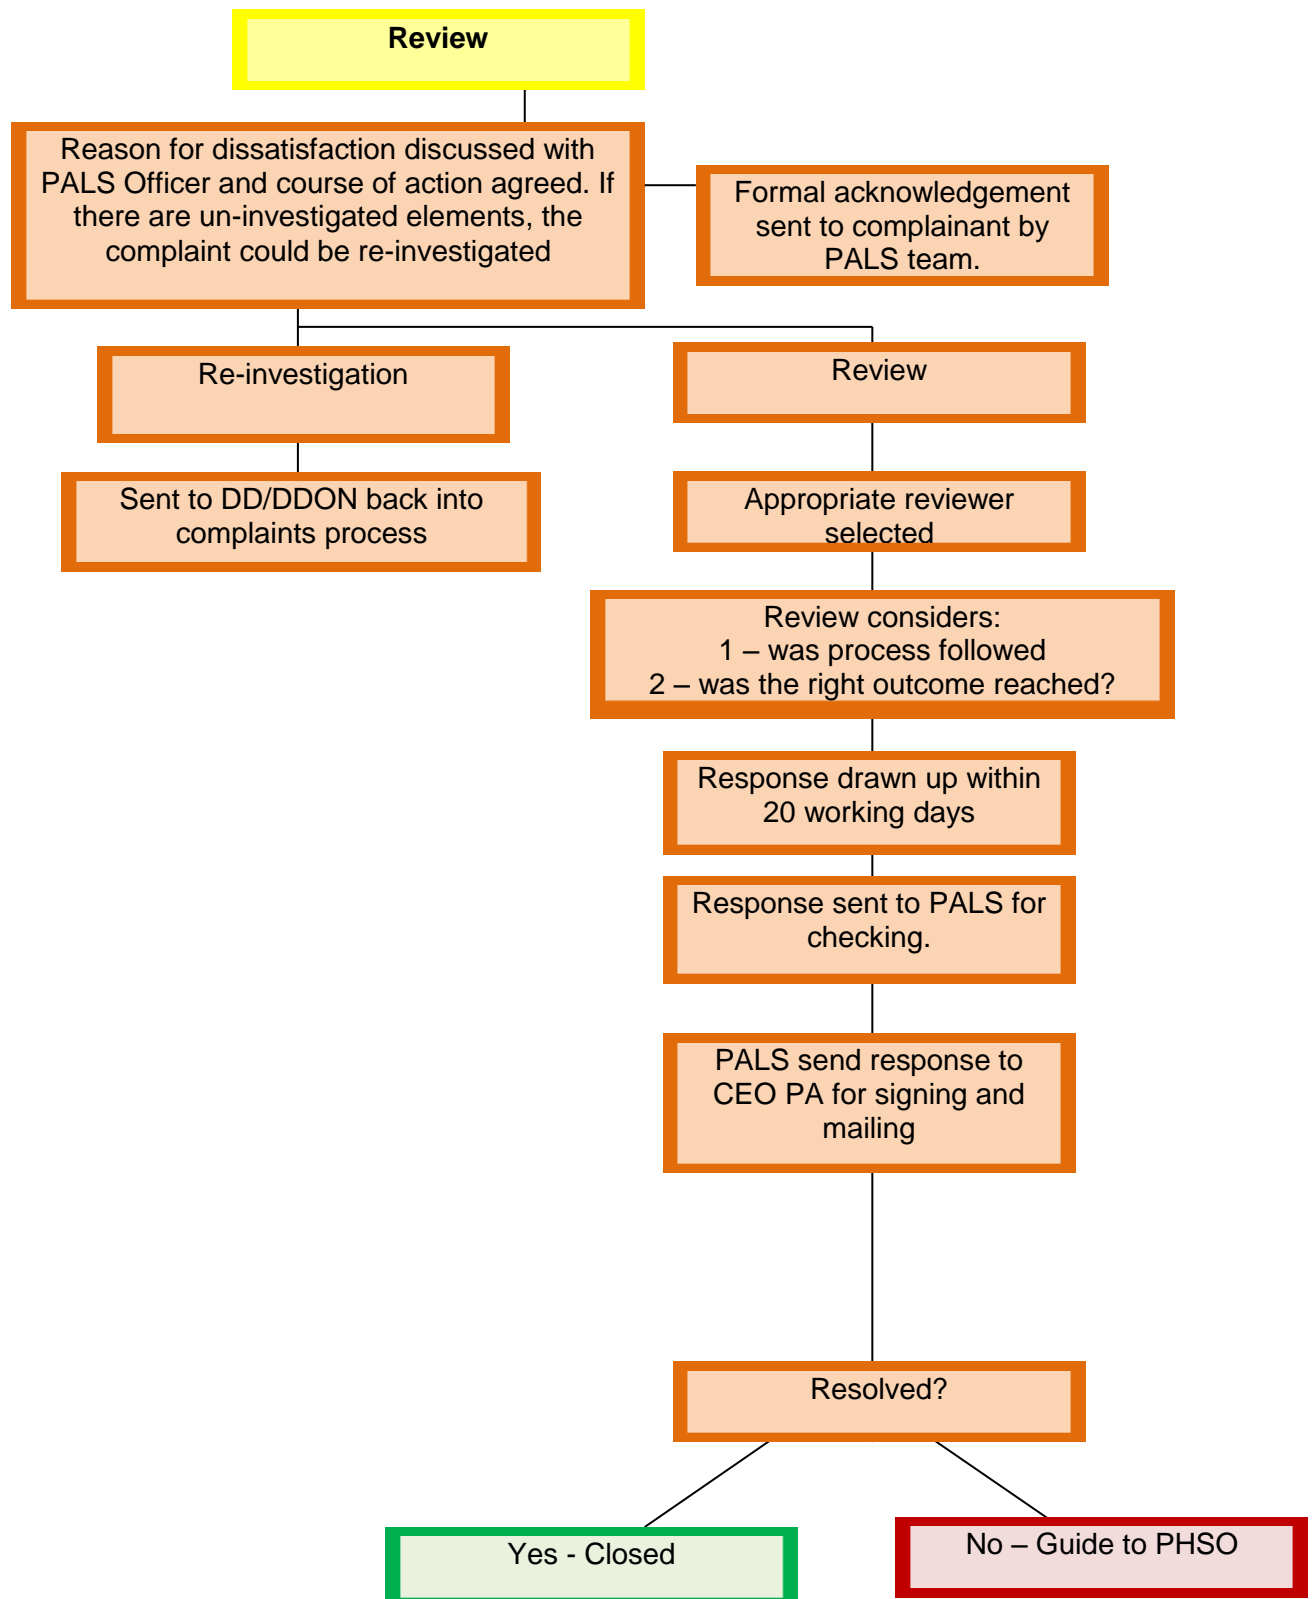 Review
Reason for dissatisfaction discussed with
PALS Officer and course of action agreed. If
there are un-investigated elements, the
complaint could be re-investigated
Formal acknowledgement
sent to complainant by
PALS team.
Re-investigation
Review
Sent to DD/DDON back into
complaints process
Appropriate reviewer
selected
Review considers:
1 – was process followed
2 – was the right outcome reached?
Response drawn up within
20 working days
Response sent to PALS for
checking.
PALS send response to
CEO PA for signing and
mailing
Resolved?
Yes - Closed
No – Guide to PHSO